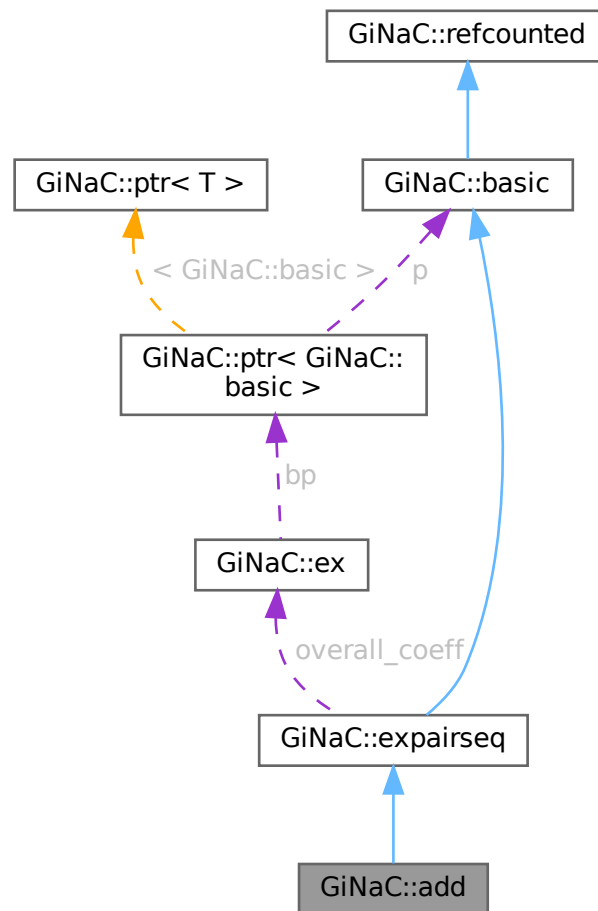 GiNaC::refcounted
GiNaC::ptr< T >
GiNaC::basic
< GiNaC::basic >
p
GiNaC::ptr< GiNaC::
basic >
bp
GiNaC::ex
overall_coeff
GiNaC::expairseq
GiNaC::add